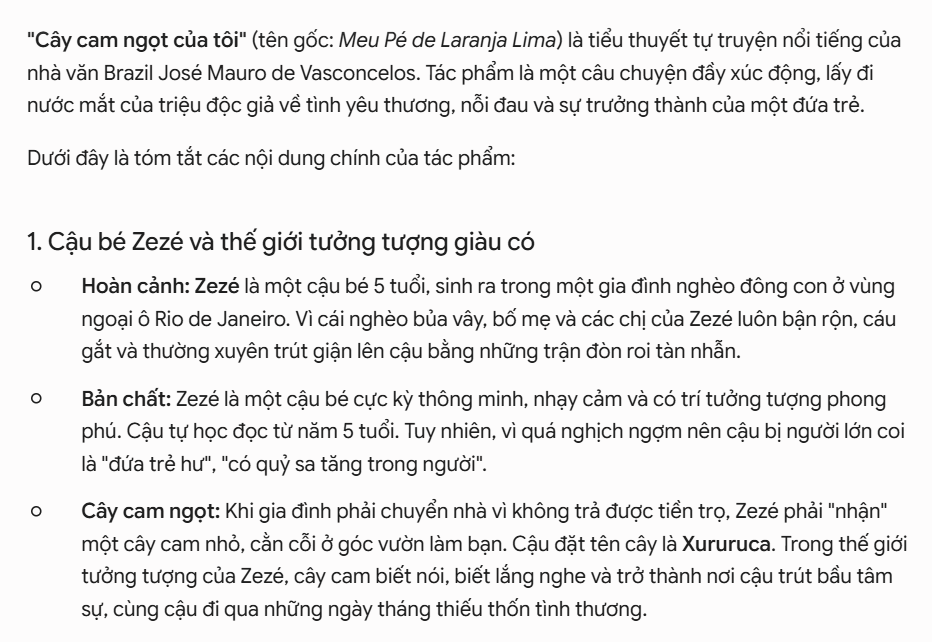 "Cây cam ngọt của tôi" (tên gốc: Meu Pé de Laranja Lima) là tiểu thuyết tự truyện nổi tiếng của
nhà văn Brazil José Mauro de Vasconcelos. Tác phẩm là một câu chuyện đầy xúc động, lấy đi
nước mắt của triệu độc giả về tình yêu thương, nỗi đau và sự trưởng thành của một đứa trẻ.
Dưới đây là tóm tắt các nội dung chính của tác phẩm:
1. Cậu bé Zezé và thế giới tưởng tượng giàu có
Hoàn cảnh: Zezé là một cậu bé 5 tuổi, sinh ra trong một gia đình nghèo đông con ở vùng
ngoại ô Rio de Janeiro. Vì cái nghèo bủa vây, bố mẹ và các chị của Zezé luôn bận rộn, cáu
gắt và thường xuyên trút giận lên cậu bằng những trận đòn roi tàn nhẫn.
Bản chất: Zezé là một cậu bé cực kỳ thông minh, nhạy cảm và có trí tưởng tượng phong
phú. Cậu tự học đọc từ năm 5 tuổi. Tuy nhiên, vì quá nghịch ngợm nên cậu bị người lớn coi
là "đứa trẻ hư", "có quỷ sa tăng trong người".
Cây cam ngọt: Khi gia đình phải chuyển nhà vì không trả được tiền trọ, Zezé phải "nhận"
một cây cam nhỏ, cằn cỗi ở góc vườn làm bạn. Cậu đặt tên cây là Xururuca. Trong thế giới
tưởng tượng của Zezé, cây cam biết nói, biết lắng nghe và trở thành nơi cậu trút bầu tâm
sự, cùng cậu đi qua những ngày tháng thiếu thốn tình thương.